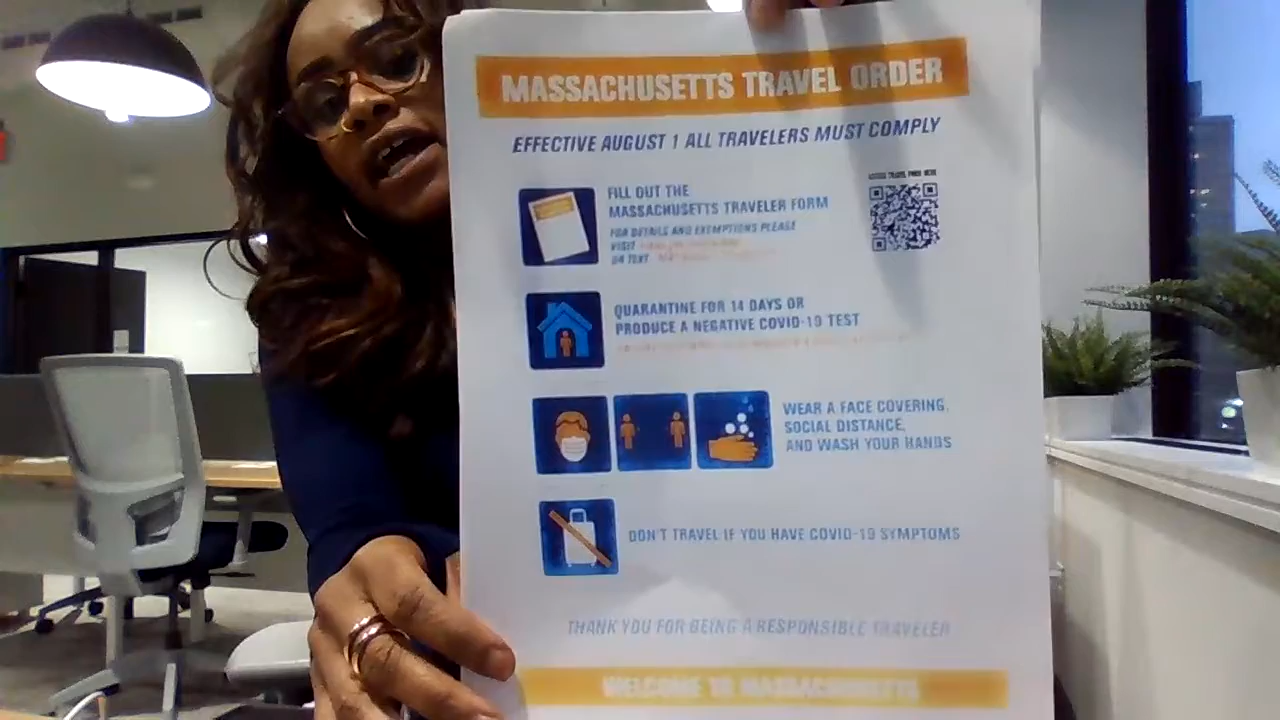 MASSACHUSETTS TRAVEL ORDER
EFFECTIVE AUGUST 1 ALL TRAVELERS MUST COMPLY
FILL OUT THE
MASSACHUSETTS TRAVELER FORM
FOR DETAILS AND EXEMPTIONS PLEASE
VISIT
OR TEXT
QUARANTINE FOR 14 DAYS OR
PRODUCE A NEGATIVE COVID-19 TEST
WEAR A FACE COVERING,
SOCIAL DISTANCE,
AND WASH YOUR HANDS
DON'T TRAVEL IF YOU HAVE COVID-19 SYMPTOMS
THANK YOU FOR BEING A RESPONSIBLE TRAVELER
WELCOME TO MASSACHUSETTS